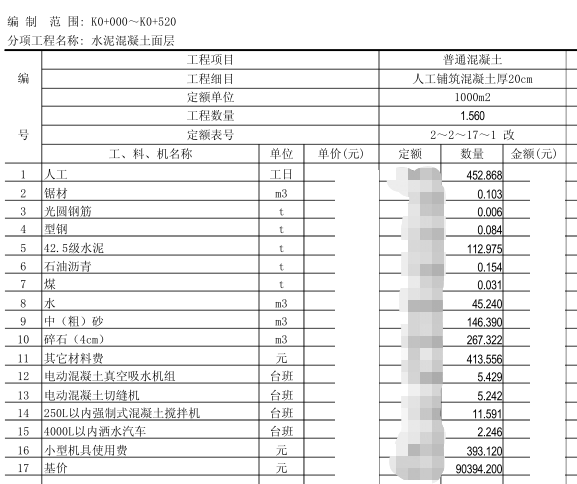 编 制 范 围: K0+000～K0+520
分项工程名称: 水泥混凝土面层
编 号
工程项目 普通混凝土
工程细目 人工铺筑混凝土厚20cm
定额单位 1000m2
工程数量 1.560
定额表号 2～2～17～1 改
工、料、机名称 单位 单价(元) 定额 数量 金额(元)
1 人工 工日 452.868
2 锯材 m3 0.103
3 光圆钢筋 t 0.006
4 型钢 t 0.084
5 42.5级水泥 t 112.975
6 石油沥青 t 0.154
7 煤 t 0.031
8 水 m3 45.240
9 中（粗）砂 m3 146.390
10 碎石（4cm） m3 267.322
11 其它材料费 元 413.556
12 电动混凝土真空吸水机组 台班 5.429
13 电动混凝土切缝机 台班 5.242
14 250L以内强制式混凝土搅拌机 台班 11.591
15 4000L以内洒水汽车 台班 2.246
16 小型机具使用费 元 393.120
17 基价 元 90394.200